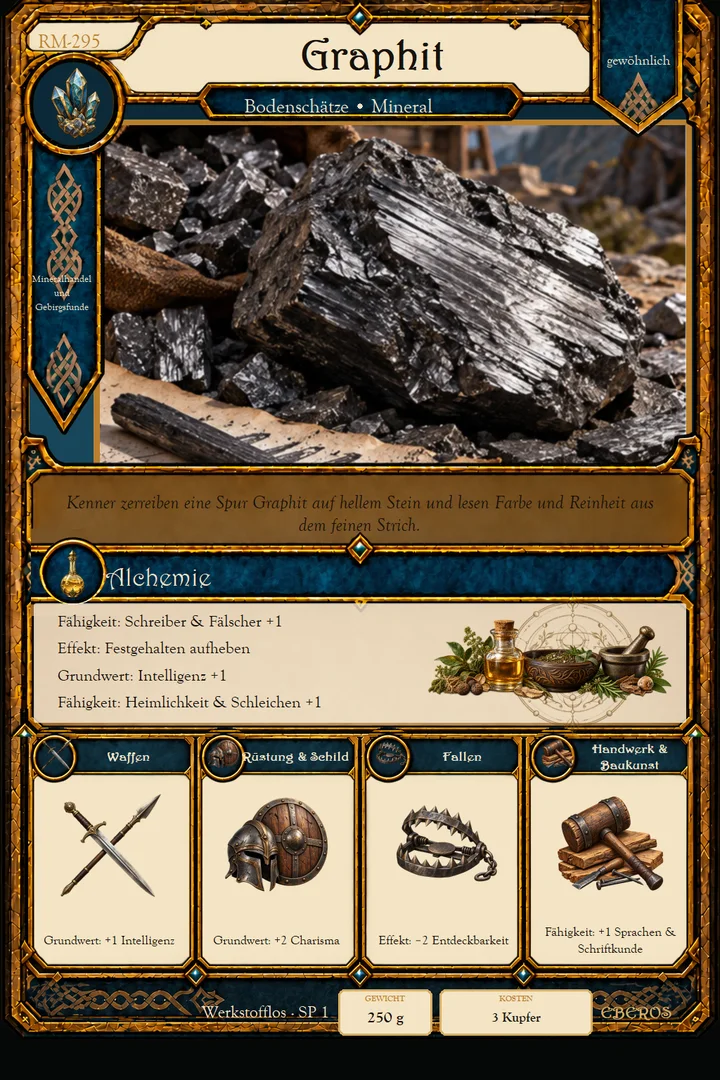 RM-295
Graphit
gewöhnlich
Bodenschätze • Mineral
Mineralhandel
und
Gebirgsfunde
Kenner zerreiben eine Spur Graphit auf hellem Stein und lesen Farbe und Reinheit aus
dem feinen Strich.
Alchemie
Fähigkeit: Schreiber & Fälscher +1
Effekt: Festgehalten aufheben
Grundwert: Intelligenz +1
Fähigkeit: Heimlichkeit & Schleichen +1
Waffen
Rüstung & Schild
Fallen
Handwerk &
Baukunst
Grundwert: +1 Intelligenz
Grundwert: +2 Charisma
Effekt: −2 Entdeckbarkeit
Fähigkeit: +1 Sprachen &
Schriftkunde
Werkstofflos · SP 1
GEWICHT
250 g
KOSTEN
3 Kupfer
EBEROS